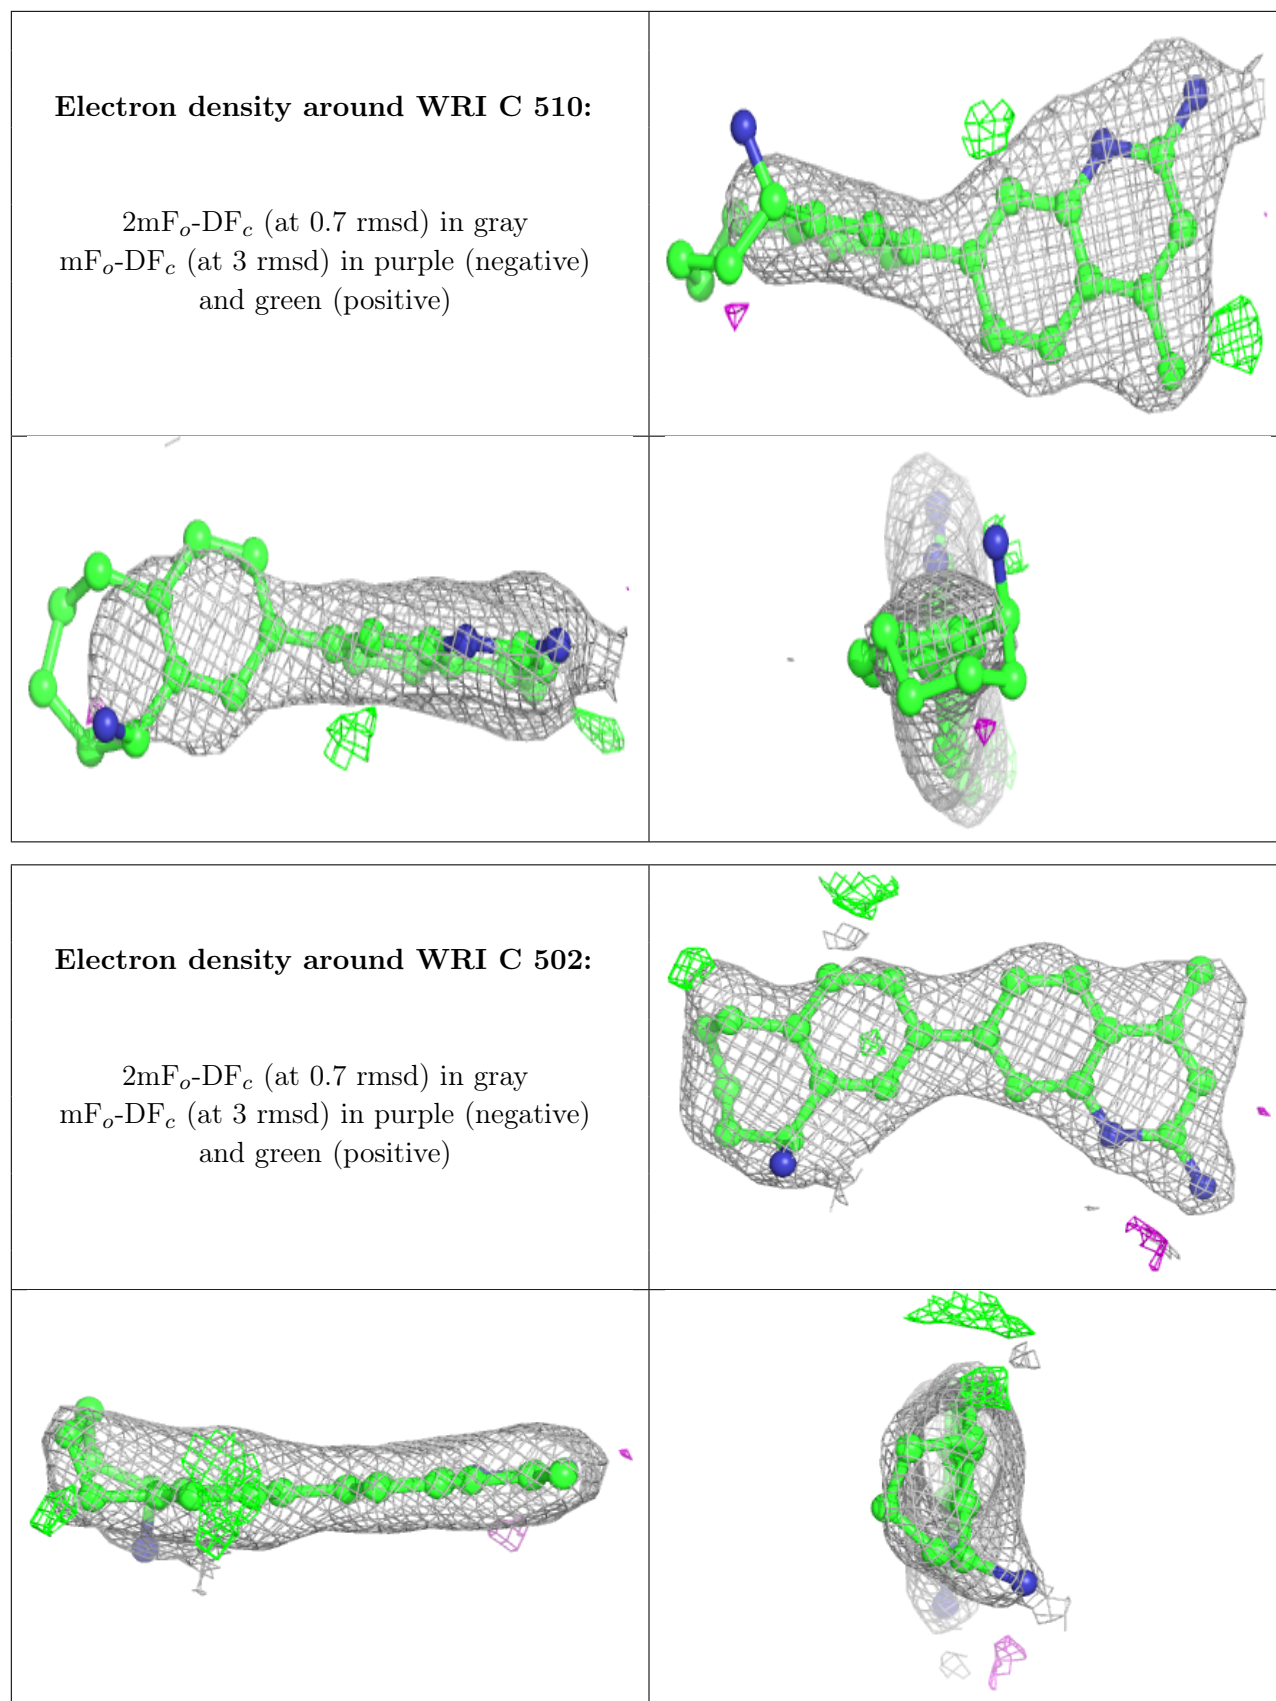 Electron density around WRI C 510:
2mFo-DFc (at 0.7 rmsd) in gray
mFo-DFc (at 3 rmsd) in purple (negative)
and green (positive)
Electron density around WRI C 502:
2mFo-DFc (at 0.7 rmsd) in gray
mFo-DFc (at 3 rmsd) in purple (negative)
and green (positive)